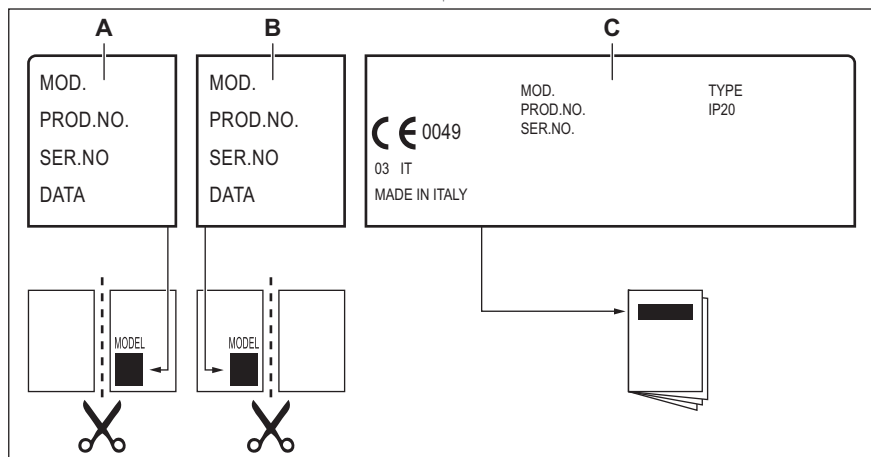 A
B
C
MOD.
PROD.NO.
SER.NO
DATA
MOD.
PROD.NO.
SER.NO
DATA
CE 0049
03 IT
MADE IN ITALY
MOD.
PROD.NO.
SER.NO.
TYPE
IP20
MODEL
MODEL